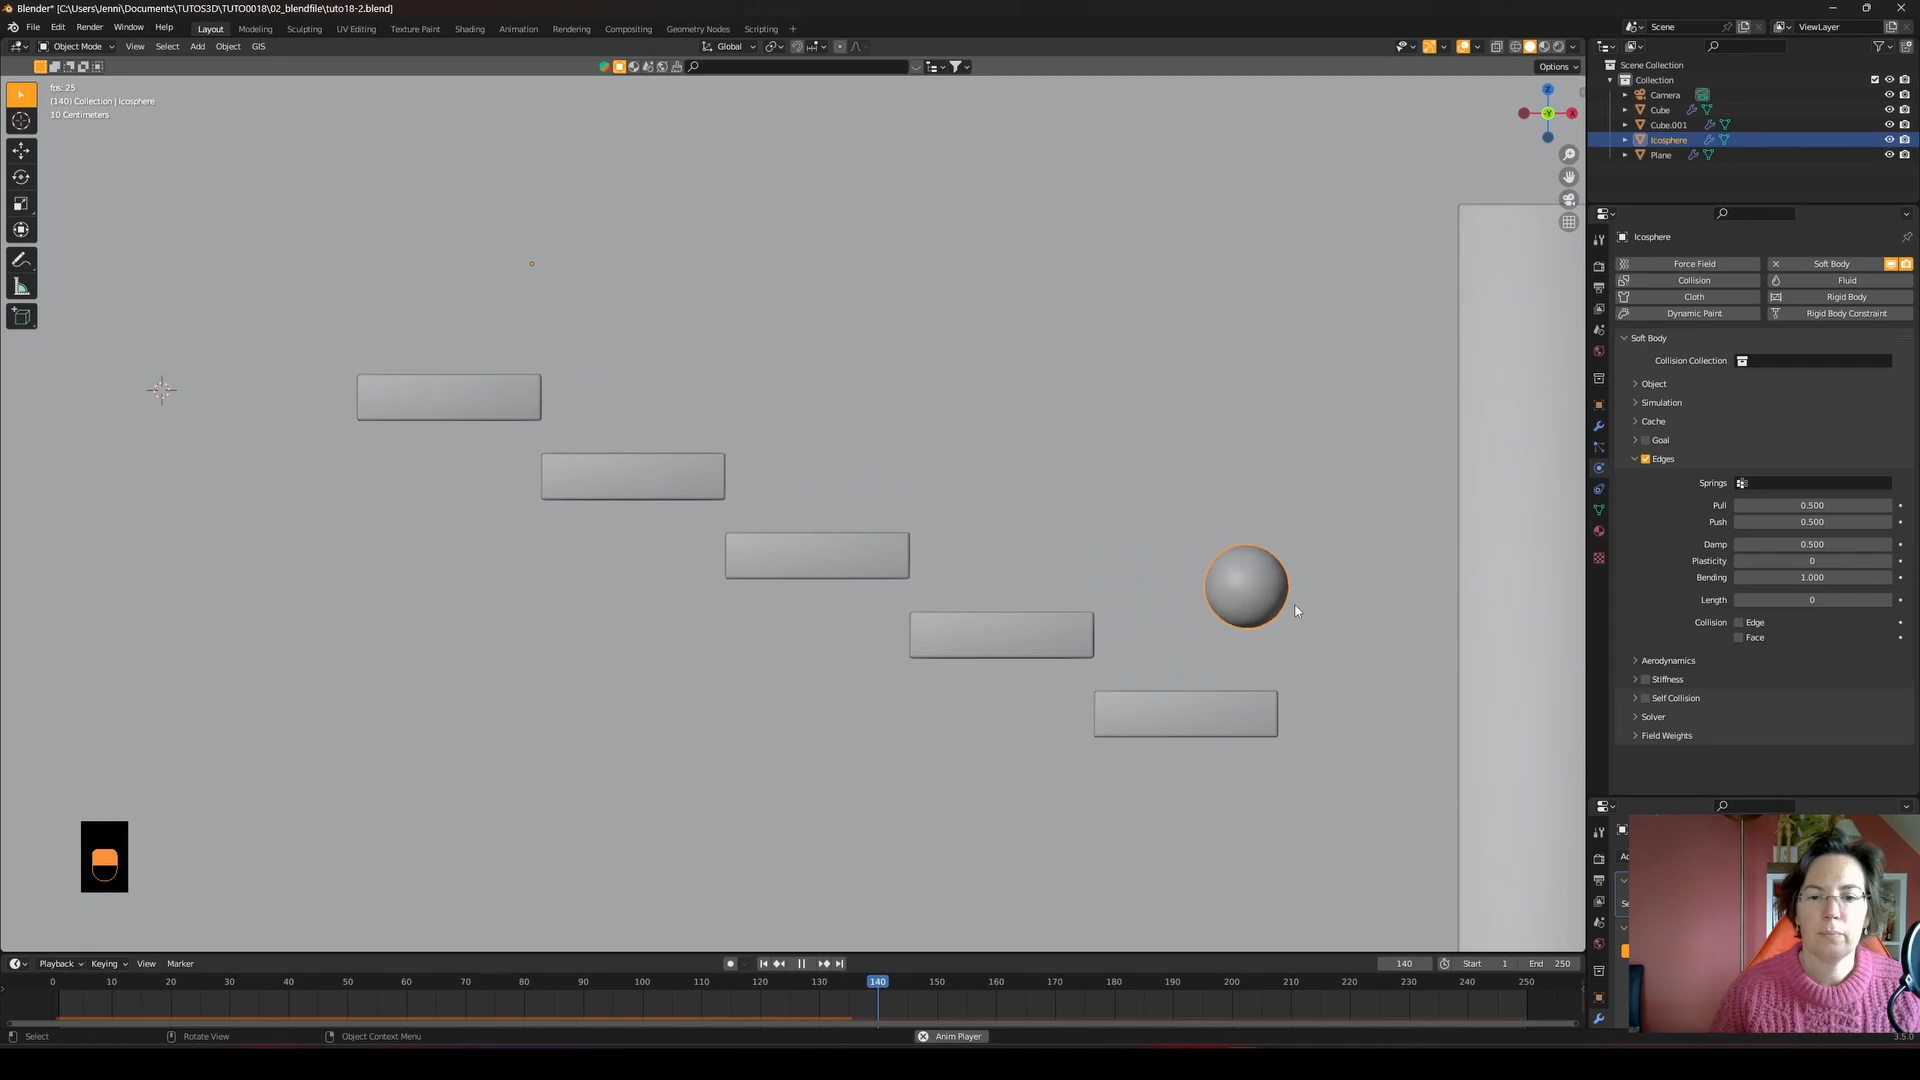 Blender* [C:\Users\Jenni\Documents\TUTOS3D\TUTO0018\02_blendfile\tuto18-2.blend]
File Edit Render Window Help Layout Modeling Sculpting UV Editing Texture Paint Shading Animation Rendering Compositing Geometry Nodes Scripting + Scene ViewLayer
Object Mode View Select Add Object GIS Global
Options
fps: 25
(140) Collection | Icosphere
10 Centimeters
Z
X
-Y
Scene Collection
Collection
Camera
Cube
Cube.001
Icosphere
Plane
Icosphere
Force Field Soft Body
Collision Fluid
Cloth Rigid Body
Dynamic Paint Rigid Body Constraint
Soft Body
Collision Collection
Object
Simulation
Cache
Goal
Edges
Springs
Pull 0.500
Push 0.500
Damp 0.500
Plasticity 0
Bending 1.000
Length 0
Collision Edge
Face
Aerodynamics
Stiffness
Self Collision
Solver
Field Weights
Playback Keying View Marker 140 Start 1 End 250
0 10 20 30 40 50 60 70 80 90 100 110 120 130 140 150 160 170 180 190 200 210 220 230 240 250
Select Rotate View Object Context Menu Anim Player 3.5.0